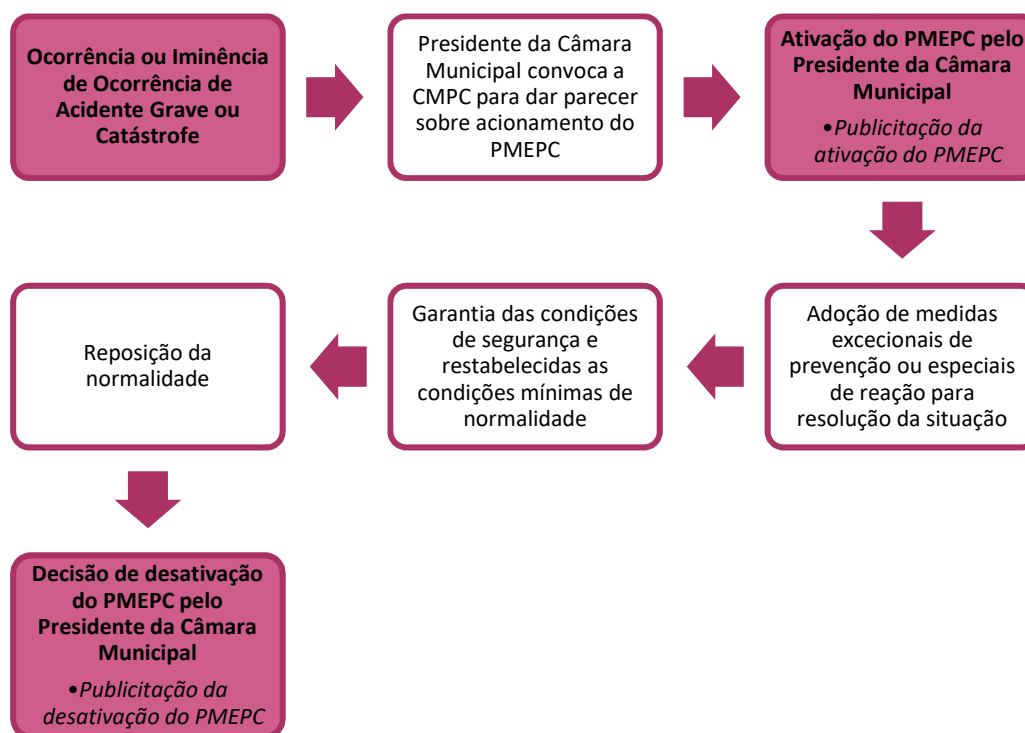 Ocorrência ou Iminência
de Ocorrência de
Acidente Grave ou
Catástrofe
Presidente da Câmara
Municipal convoca a
CMPC para dar parecer
sobre acionamento do
PMEPC
Ativação do PMEPC pelo
Presidente da Câmara
Municipal
•Publicitação da
ativação do PMEPC
Adoção de medidas
excecionais de
prevenção ou especiais
de reação para
resolução da situação
Garantia das condições
de segurança e
restabelecidas as
condições mínimas de
normalidade
Reposição da
normalidade
Decisão de desativação
do PMEPC pelo
Presidente da Câmara
Municipal
•Publicitação da
desativação do PMEPC